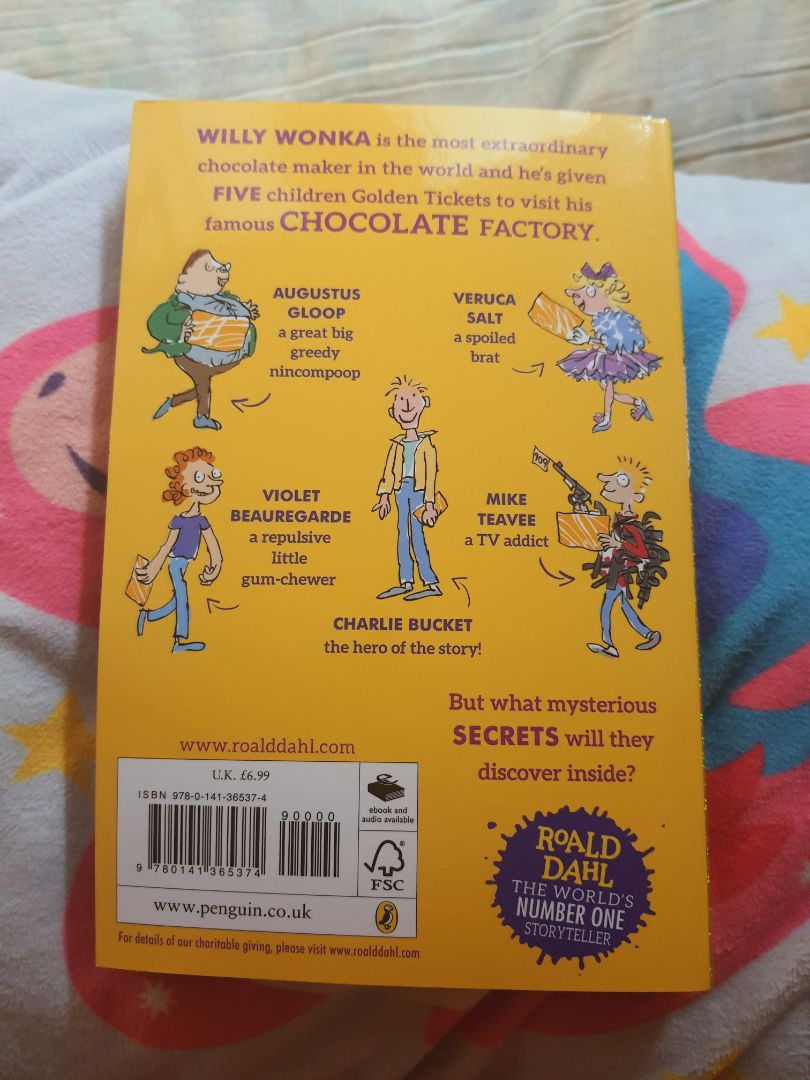 WILLY WONKA is the most extraordinary
chocolate maker in the world and he's given
FIVE children Golden Tickets to visit his
famous CHOCOLATE FACTORY.
AUGUSTUS
GLOOP
a great big
greedy
nincompoop
VERUCA
SALT
a spoiled
brat
VIOLET
BEAUREGARDE
a repulsive
little
gum-chewer
MIKE
TEAVEE
a TV addict
CHARLIE BUCKET
the hero of the story!
But what mysterious
SECRETS will they
discover inside?
www.roalddahl.com
U.K. £6.99
ISBN 978-0-141-36537-4
90000
9 780141 365374
ebook and
audio available
FSC
www.penguin.co.uk
For details of our charitable giving, please visit www.roalddahl.com
ROALD
DAHL
THE WORLD'S
NUMBER ONE
STORYTELLER